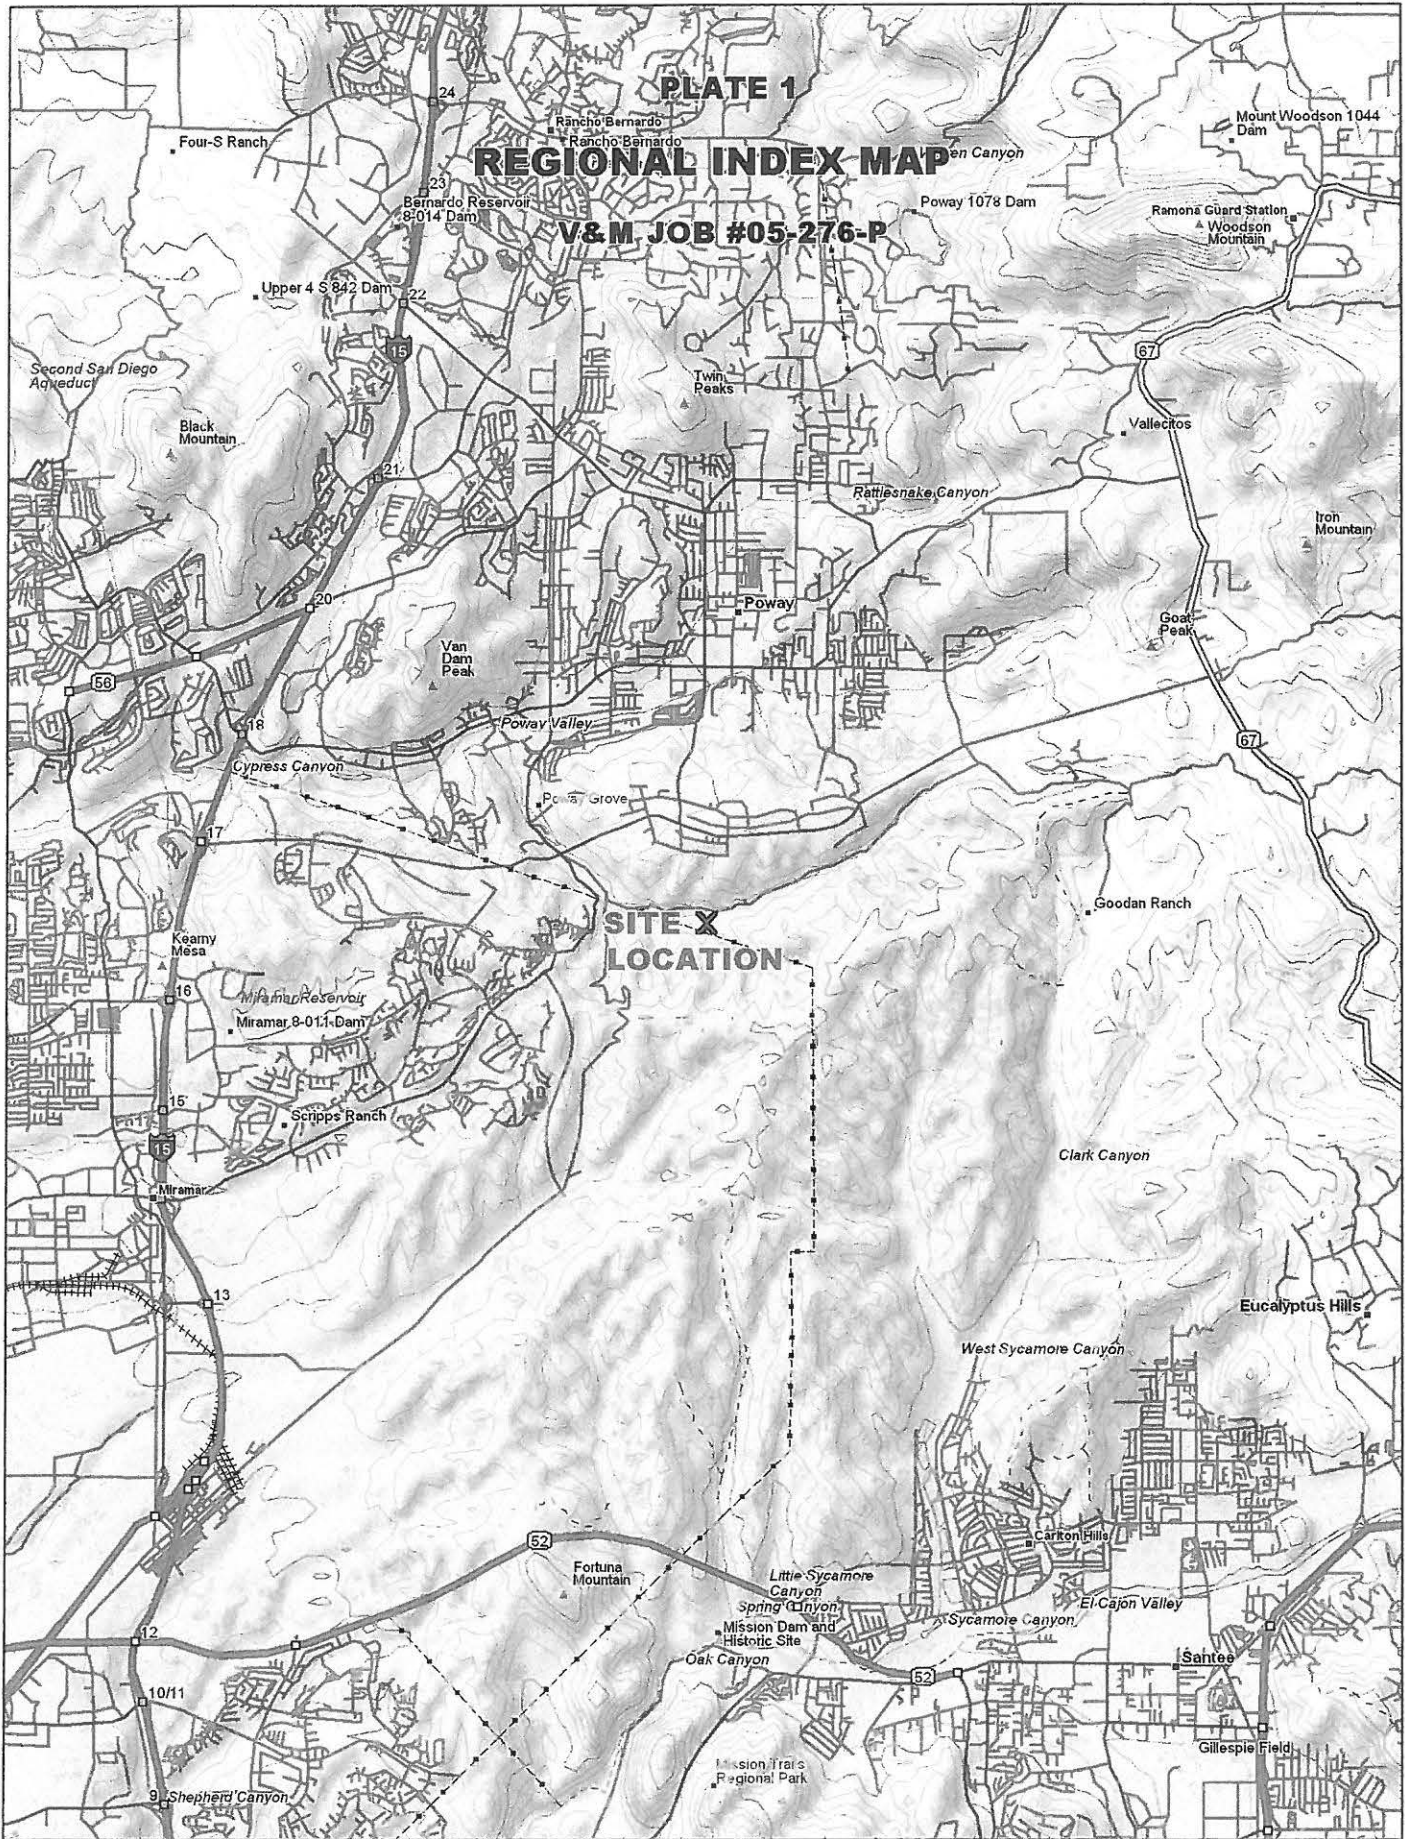 PLATE 1
REGIONAL INDEX MAP
V&M JOB #05-276-P
24
Rancho Bernardo
Rancho Bernardo
Mount Woodson 1044
Dam
Four-S Ranch
Canyon
23
Bernardo Reservoir
8-014 Dam
Poway 1078 Dam
Ramona Guard Station
Woodson
Mountain
Upper 4 S 842 Dam
22
15
67
Second San Diego
Aqueduct
Twin
Peaks
Black
Mountain
Vallecitos
21
Rattlesnake Canyon
Iron
Mountain
20
Poway
Goat
Peak
Van
Dam
Peak
56
18
Poway Valley
67
Cypress Canyon
Poway Grove
17
Goodan Ranch
SITE X
LOCATION
Kearny
Mesa
16
Miramar Reservoir
Miramar 8-011 Dam
15
Scripps Ranch
15
Clark Canyon
Miramar
13
Eucalyptus Hills
West Sycamore Canyon
52
Carlton Hills
Fortuna
Mountain
Little Sycamore
Canyon
Spring Canyon
El Cajon Valley
Sycamore Canyon
Mission Dam and
Historic Site
12
Oak Canyon
Santee
52
10/11
Gillespie Field
Mission Trails
Regional Park
9
Shepherd Canyon